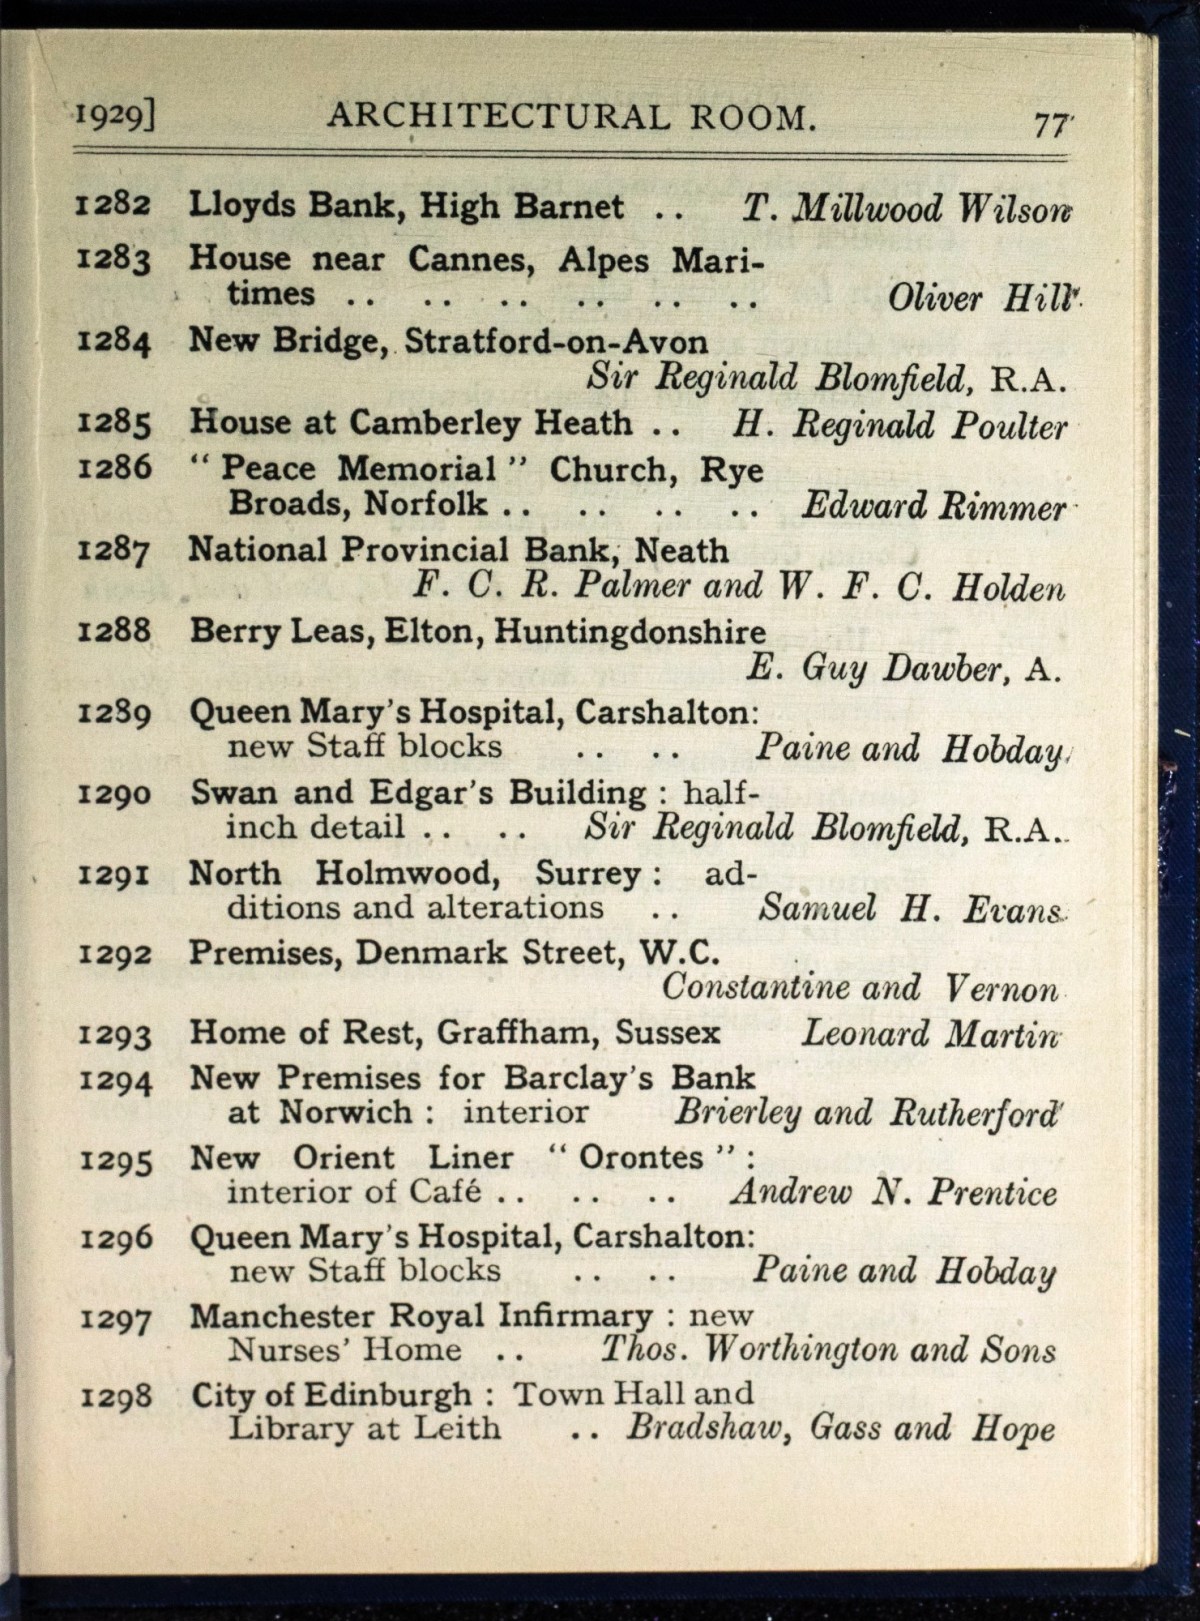 1929] ARCHITECTURAL ROOM. 77
1282 Lloyds Bank, High Barnet .. T. Millwood Wilson
1283 House near Cannes, Alpes Mari-
times .. .. .. .. .. .. Oliver Hill
1284 New Bridge, Stratford-on-Avon
Sir Reginald Blomfield, R.A.
1285 House at Camberley Heath .. H. Reginald Poulter
1286 “ Peace Memorial ” Church, Rye
Broads, Norfolk .. .. .. .. Edward Rimmer
1287 National Provincial Bank, Neath
F. C. R. Palmer and W. F. C. Holden
1288 Berry Leas, Elton, Huntingdonshire
E. Guy Dawber, A.
1289 Queen Mary’s Hospital, Carshalton:
new Staff blocks .. .. Paine and Hobday
1290 Swan and Edgar’s Building : half-
inch detail .. .. Sir Reginald Blomfield, R.A.
1291 North Holmwood, Surrey : ad-
ditions and alterations .. Samuel H. Evans
1292 Premises, Denmark Street, W.C.
Constantine and Vernon
1293 Home of Rest, Graffham, Sussex Leonard Martin
1294 New Premises for Barclay’s Bank
at Norwich : interior Brierley and Rutherford
1295 New Orient Liner “ Orontes ” :
interior of Café .. .. .. Andrew N. Prentice
1296 Queen Mary’s Hospital, Carshalton:
new Staff blocks .. .. Paine and Hobday
1297 Manchester Royal Infirmary : new
Nurses’ Home .. Thos. Worthington and Sons
1298 City of Edinburgh : Town Hall and
Library at Leith .. Bradshaw, Gass and Hope